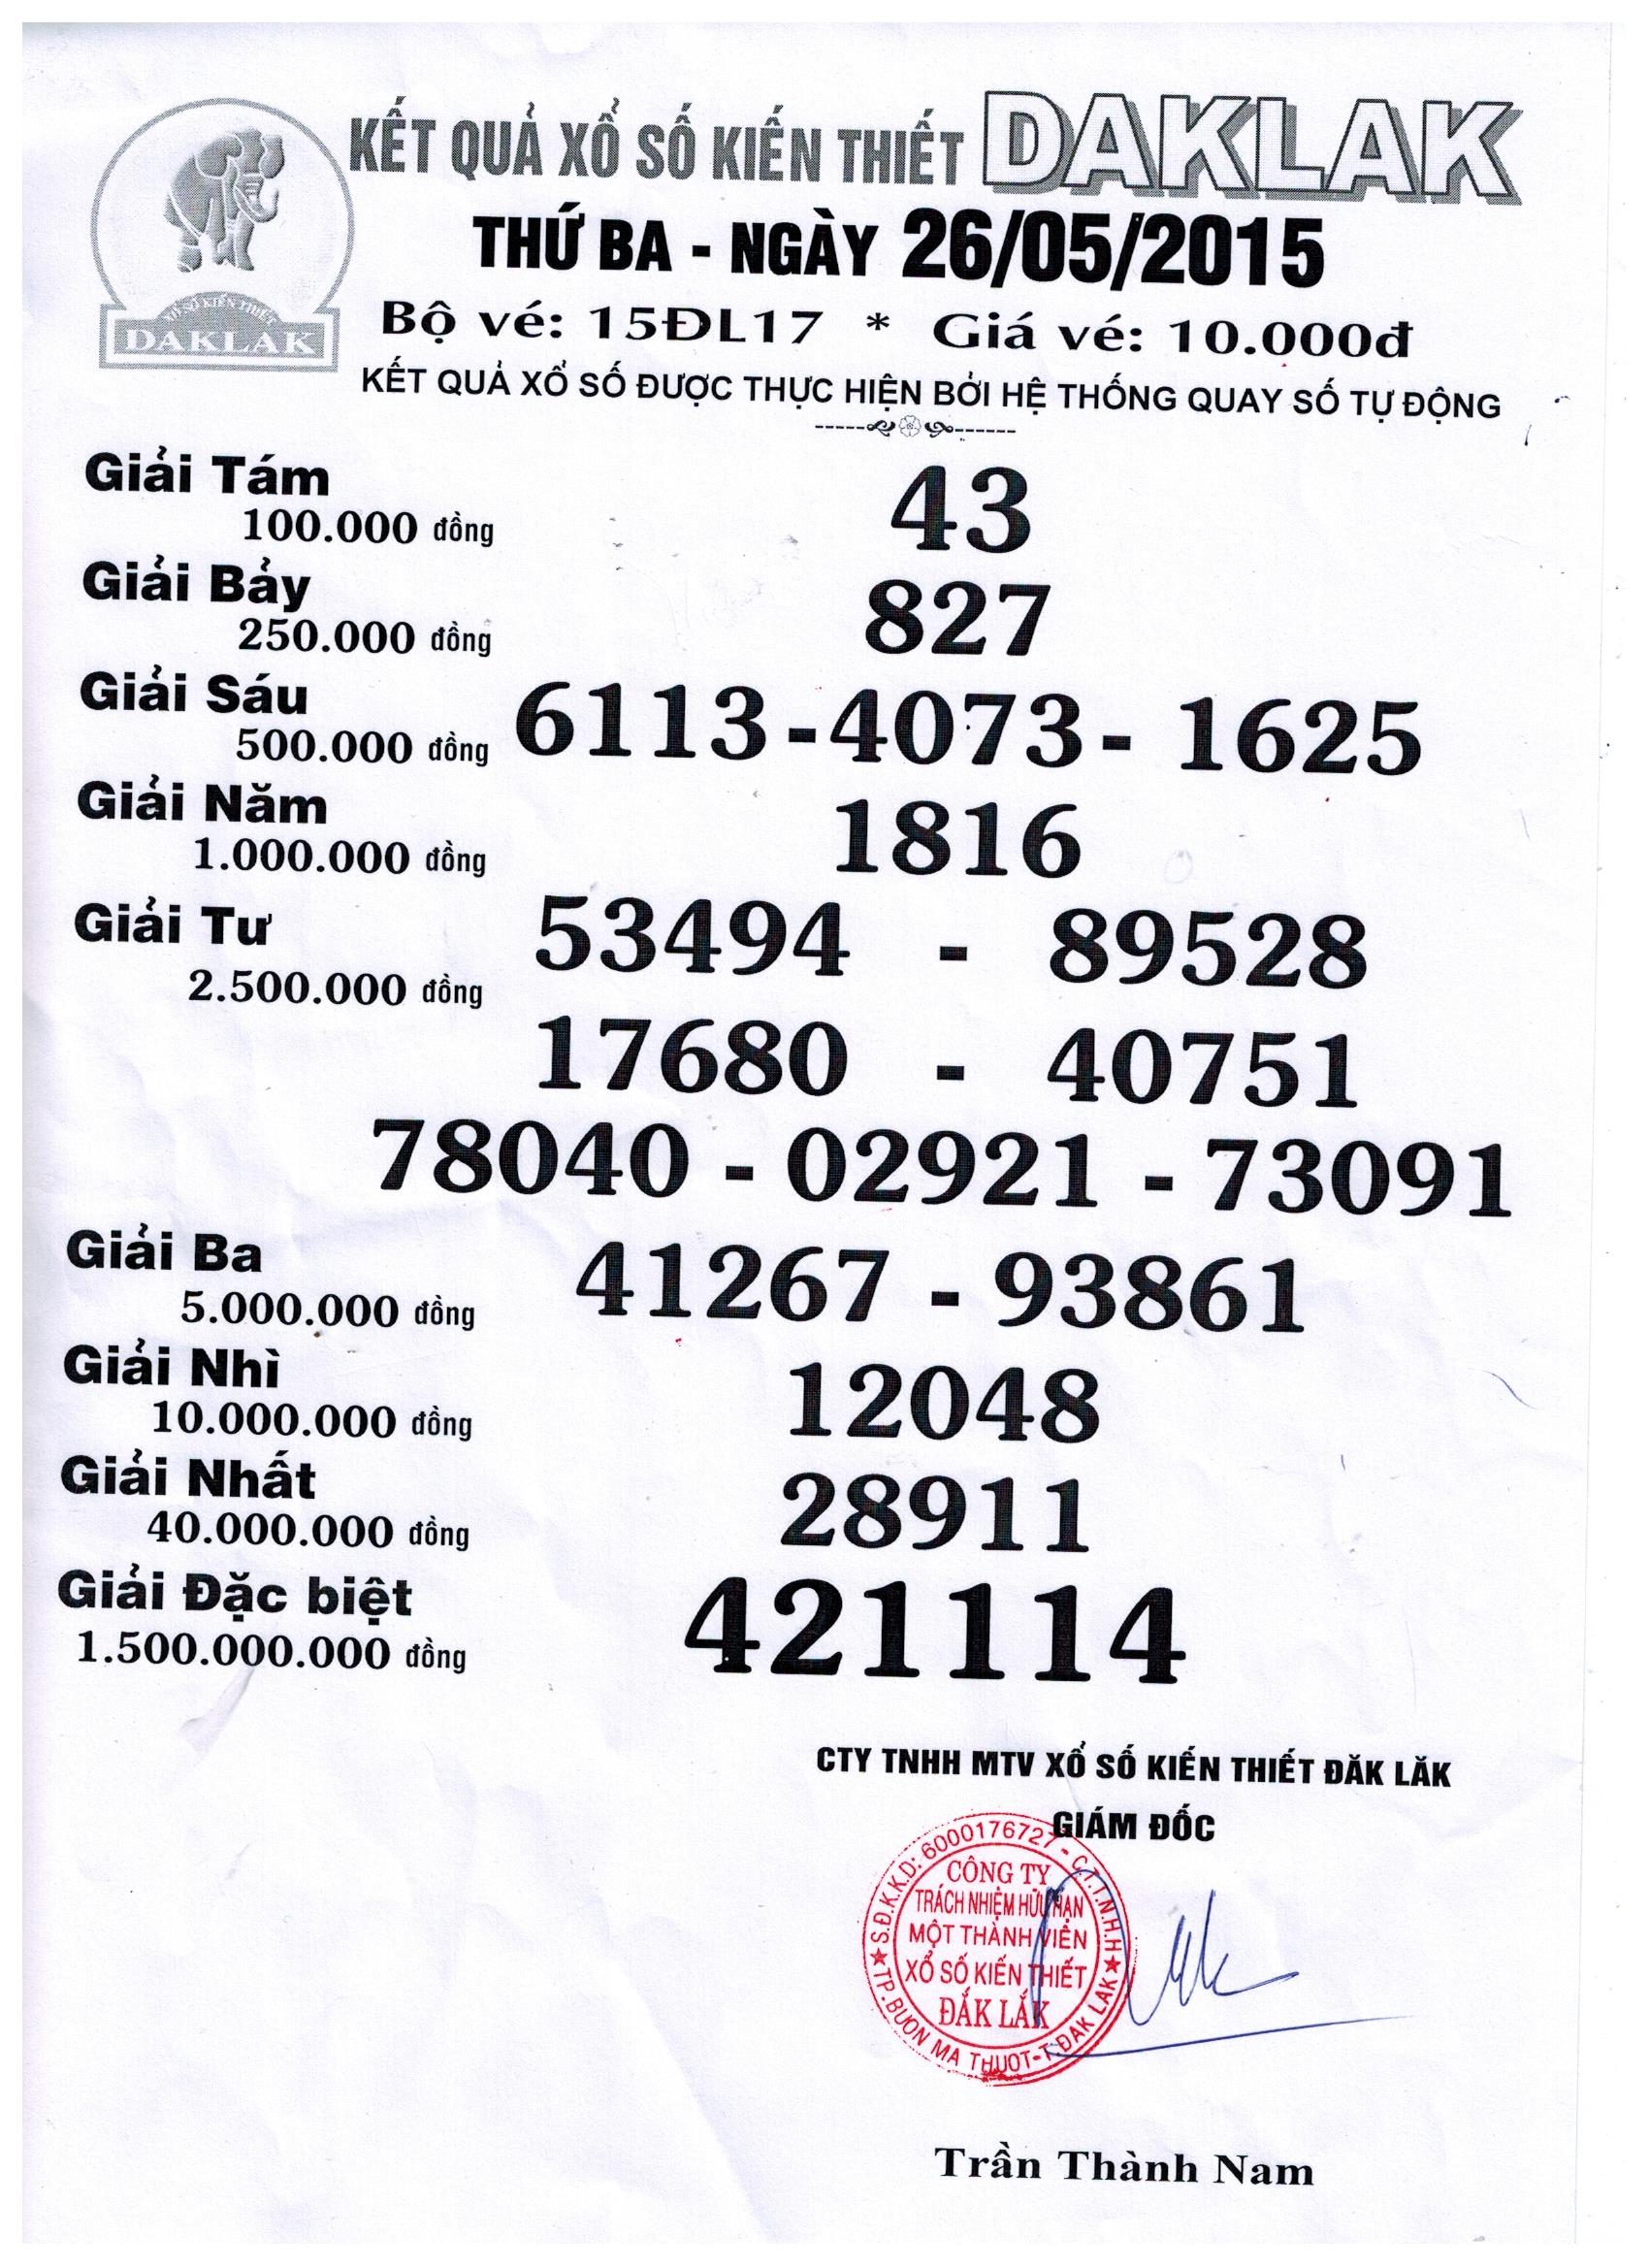 KẾT QUẢ XỔ SỐ KIẾN THIẾT DAKLAK
XỔ SỐ KIẾN THIẾT
DAKLAK
THỨ BA - NGÀY 26/05/2015
Bộ vé: 15ĐL17 * Giá vé: 10.000đ
KẾT QUẢ XỔ SỐ ĐƯỢC THỰC HIỆN BỞI HỆ THỐNG QUAY SỐ TỰ ĐỘNG
Giải Tám
100.000 đồng
43
Giải Bảy
250.000 đồng
827
Giải Sáu
500.000 đồng
6113 - 4073 - 1625
Giải Năm
1.000.000 đồng
1816
Giải Tư
2.500.000 đồng
53494 - 89528
17680 - 40751
78040 - 02921 - 73091
Giải Ba
5.000.000 đồng
41267 - 93861
Giải Nhì
10.000.000 đồng
12048
Giải Nhất
40.000.000 đồng
28911
Giải Đặc biệt
1.500.000.000 đồng
421114
CTY TNHH MTV XỔ SỐ KIẾN THIẾT ĐĂK LĂK
GIÁM ĐỐC
S.Đ.K.K.D: 6000176727 - C.T.T.N.H.H
CÔNG TY
TRÁCH NHIỆM HỮU HẠN
MỘT THÀNH VIÊN
XỔ SỐ KIẾN THIẾT
ĐẮK LẮK
TP.BUON MA THUOT-T.ĐAK LAK
Trần Thành Nam